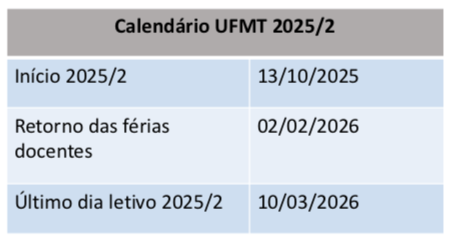 Calendário UFMT 2025/2
Início 2025/2 13/10/2025
Retorno das férias 02/02/2026
docentes
Último dia letivo 2025/2 10/03/2026